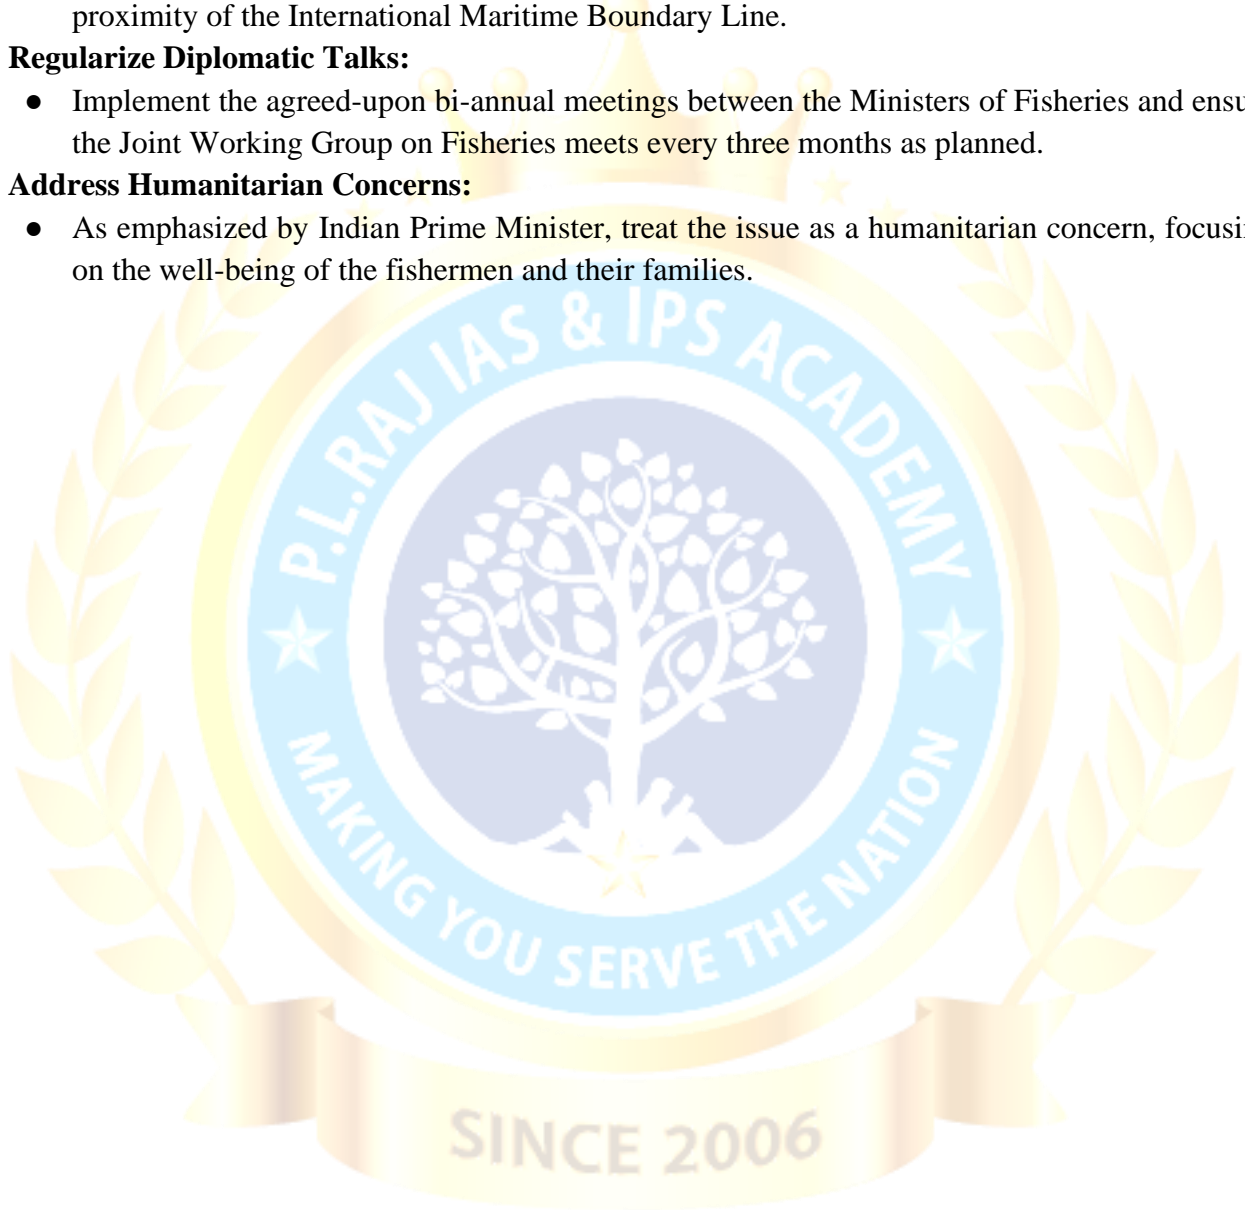 proximity of the International Maritime Boundary Line.
Regularize Diplomatic Talks:
● Implement the agreed-upon bi-annual meetings between the Ministers of Fisheries and ensu
the Joint Working Group on Fisheries meets every three months as planned.
Address Humanitarian Concerns:
● As emphasized by Indian Prime Minister, treat the issue as a humanitarian concern, focusi
on the well-being of the fishermen and their families.
P.L.RAJ IAS & IPS ACADEMY
MAKING YOU SERVE THE NATION
SINCE 2006